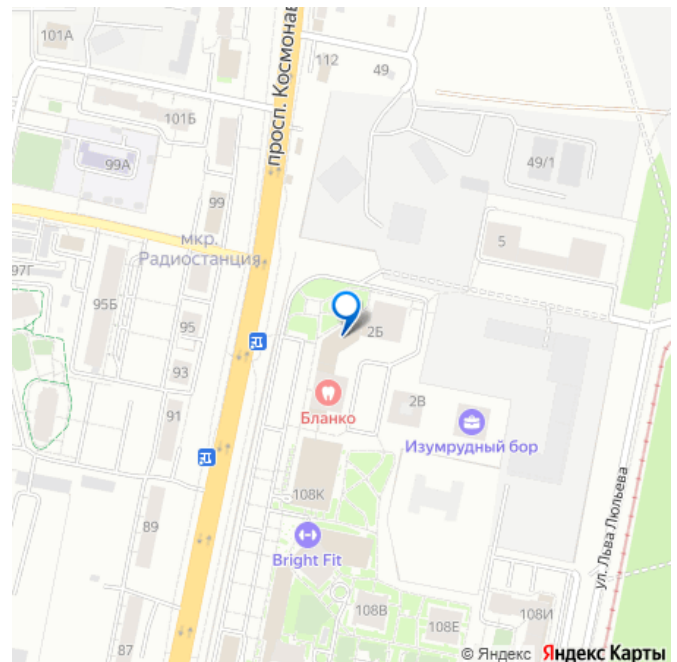 101А
просп. Космонав
112
49
101Б
99А
49/1
99
мкр.
Радиостанция
5
97Г
95Б
95
2Б
93
Бланко
2В
91
Изумрудный бор
ул. Льва Люльева
108К
89
Bright Fit
108В
108Е
108И
87
© Яндекс Яндекс Карты